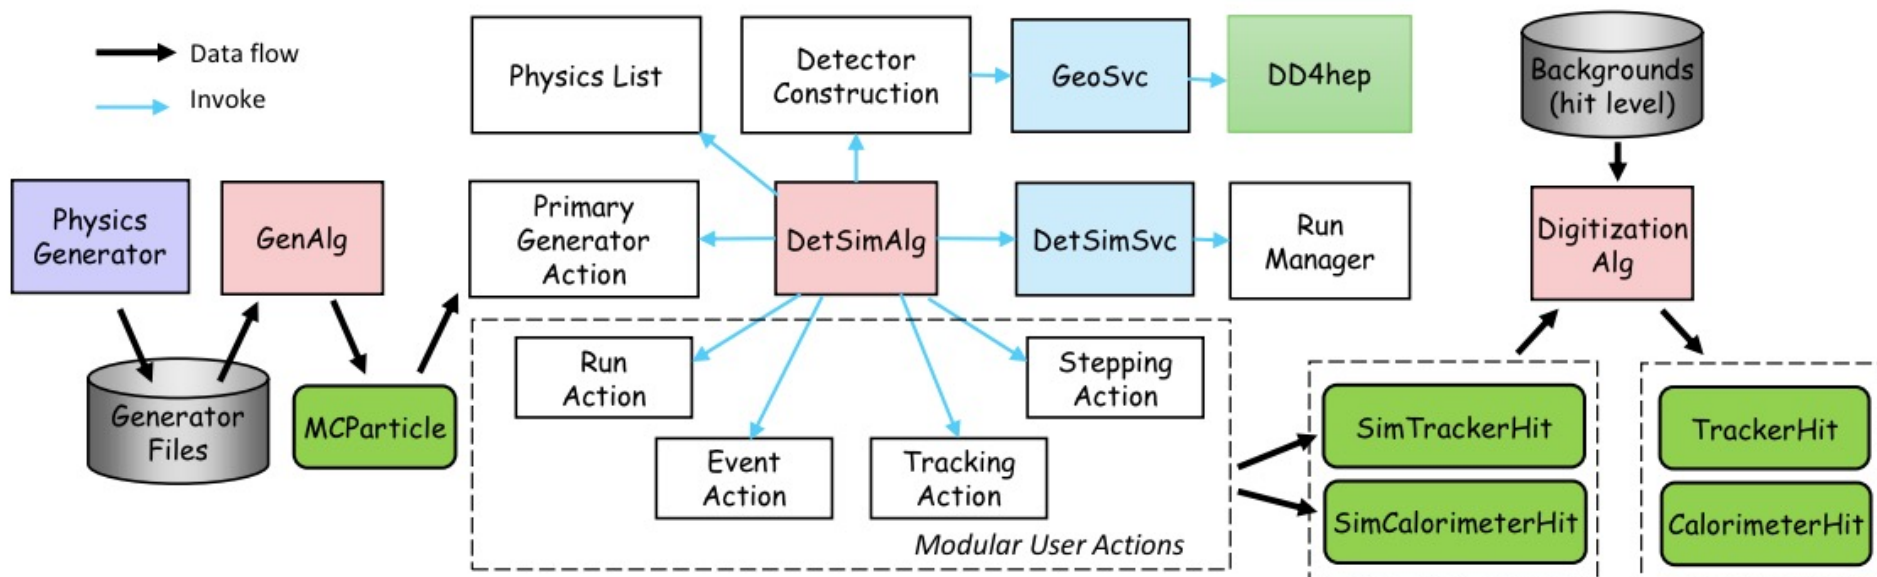 Data flow
Invoke
Physics List
Detector
Construction
GeoSvc
DD4hep
Backgrounds
(hit level)
Physics
Generator
GenAlg
Primary
Generator
Action
DetSimAlg
DetSimSvc
Run
Manager
Digitization
Alg
Generator
Files
MCParticle
Run
Action
Event
Action
Tracking
Action
Stepping
Action
Modular User Actions
SimTrackerHit
SimCalorimeterHit
TrackerHit
CalorimeterHit